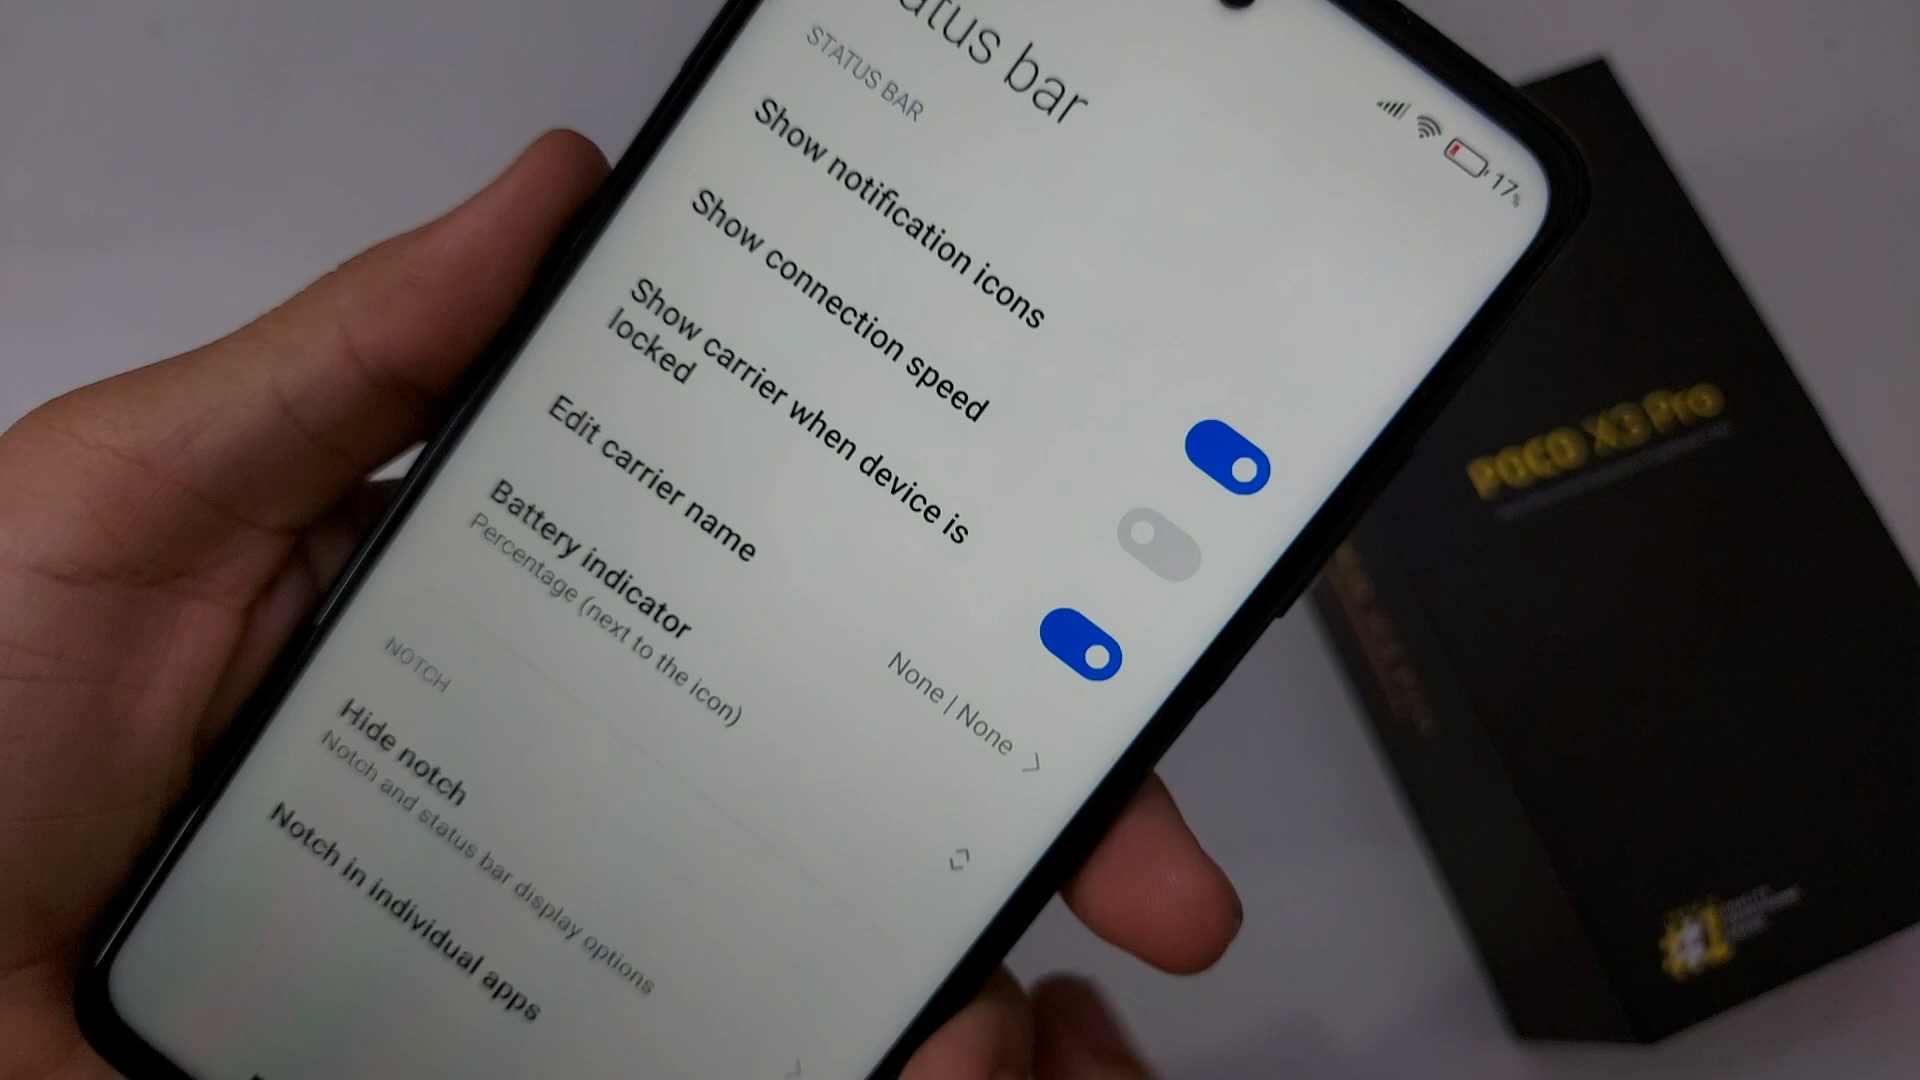 atus bar
17%
STATUS BAR
Show notification icons
Show connection speed
Show carrier when device is
locked
Edit carrier name
None | None
Battery indicator
Percentage (next to the icon)
NOTCH
Hide notch
Notch and status bar display options
Notch in individual apps
POCO X3 Pro
#1